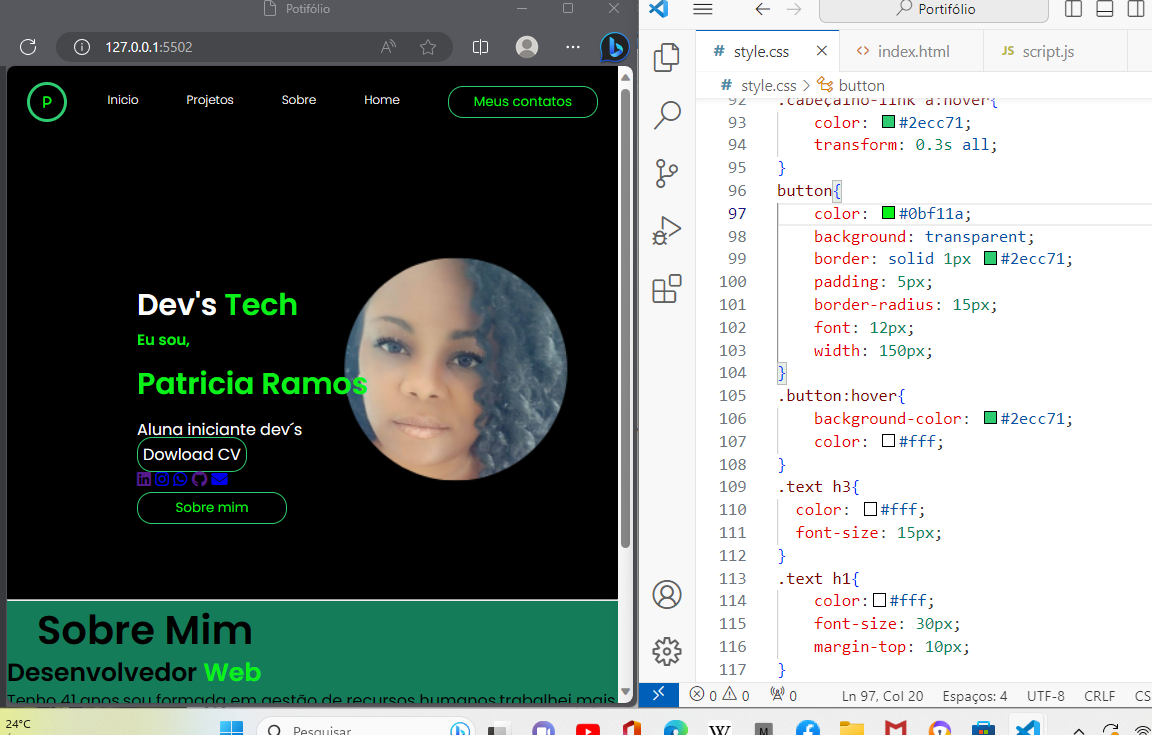 Potifólio
127.0.0.1:5502
P
Inicio
Projetos
Sobre
Home
Meus contatos
Dev's Tech
Eu sou,
Patricia Ramos
Aluna iniciante dev´s
Dowload CV
Sobre mim
Sobre Mim
Desenvolvedor Web
Tenho 41 anos sou formada em gestão de recursos humanos trabalhei mais
Portifólio
# style.css
<> index.html
JS script.js
# style.css > button
92 .cabeçalho-link a:hover{
93 color: #2ecc71;
94 transform: 0.3s all;
95 }
96 button{
97 color: #0bf11a;
98 background: transparent;
99 border: solid 1px #2ecc71;
100 padding: 5px;
101 border-radius: 15px;
102 font: 12px;
103 width: 150px;
104 }
105 .button:hover{
106 background-color: #2ecc71;
107 color: #fff;
108 }
109 .text h3{
110 color: #fff;
111 font-size: 15px;
112 }
113 .text h1{
114 color: #fff;
115 font-size: 30px;
116 margin-top: 10px;
117 }
0 0 0 Ln 97, Col 20 Espaços: 4 UTF-8 CRLF CS
24°C
Pesquisar